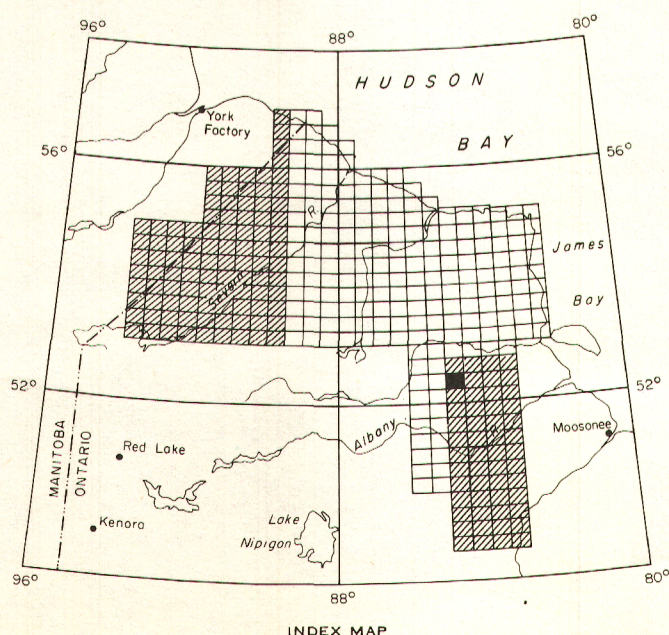 96°
88°
80°
HUDSON
BAY
York
Factory
56°
56°
R.
Severn
James
Bay
52°
52°
MANITOBA
ONTARIO
Red Lake
Albany
R.
Moosonee
Kenora
Lake
Nipigon
96°
88°
80°
INDEX MAP